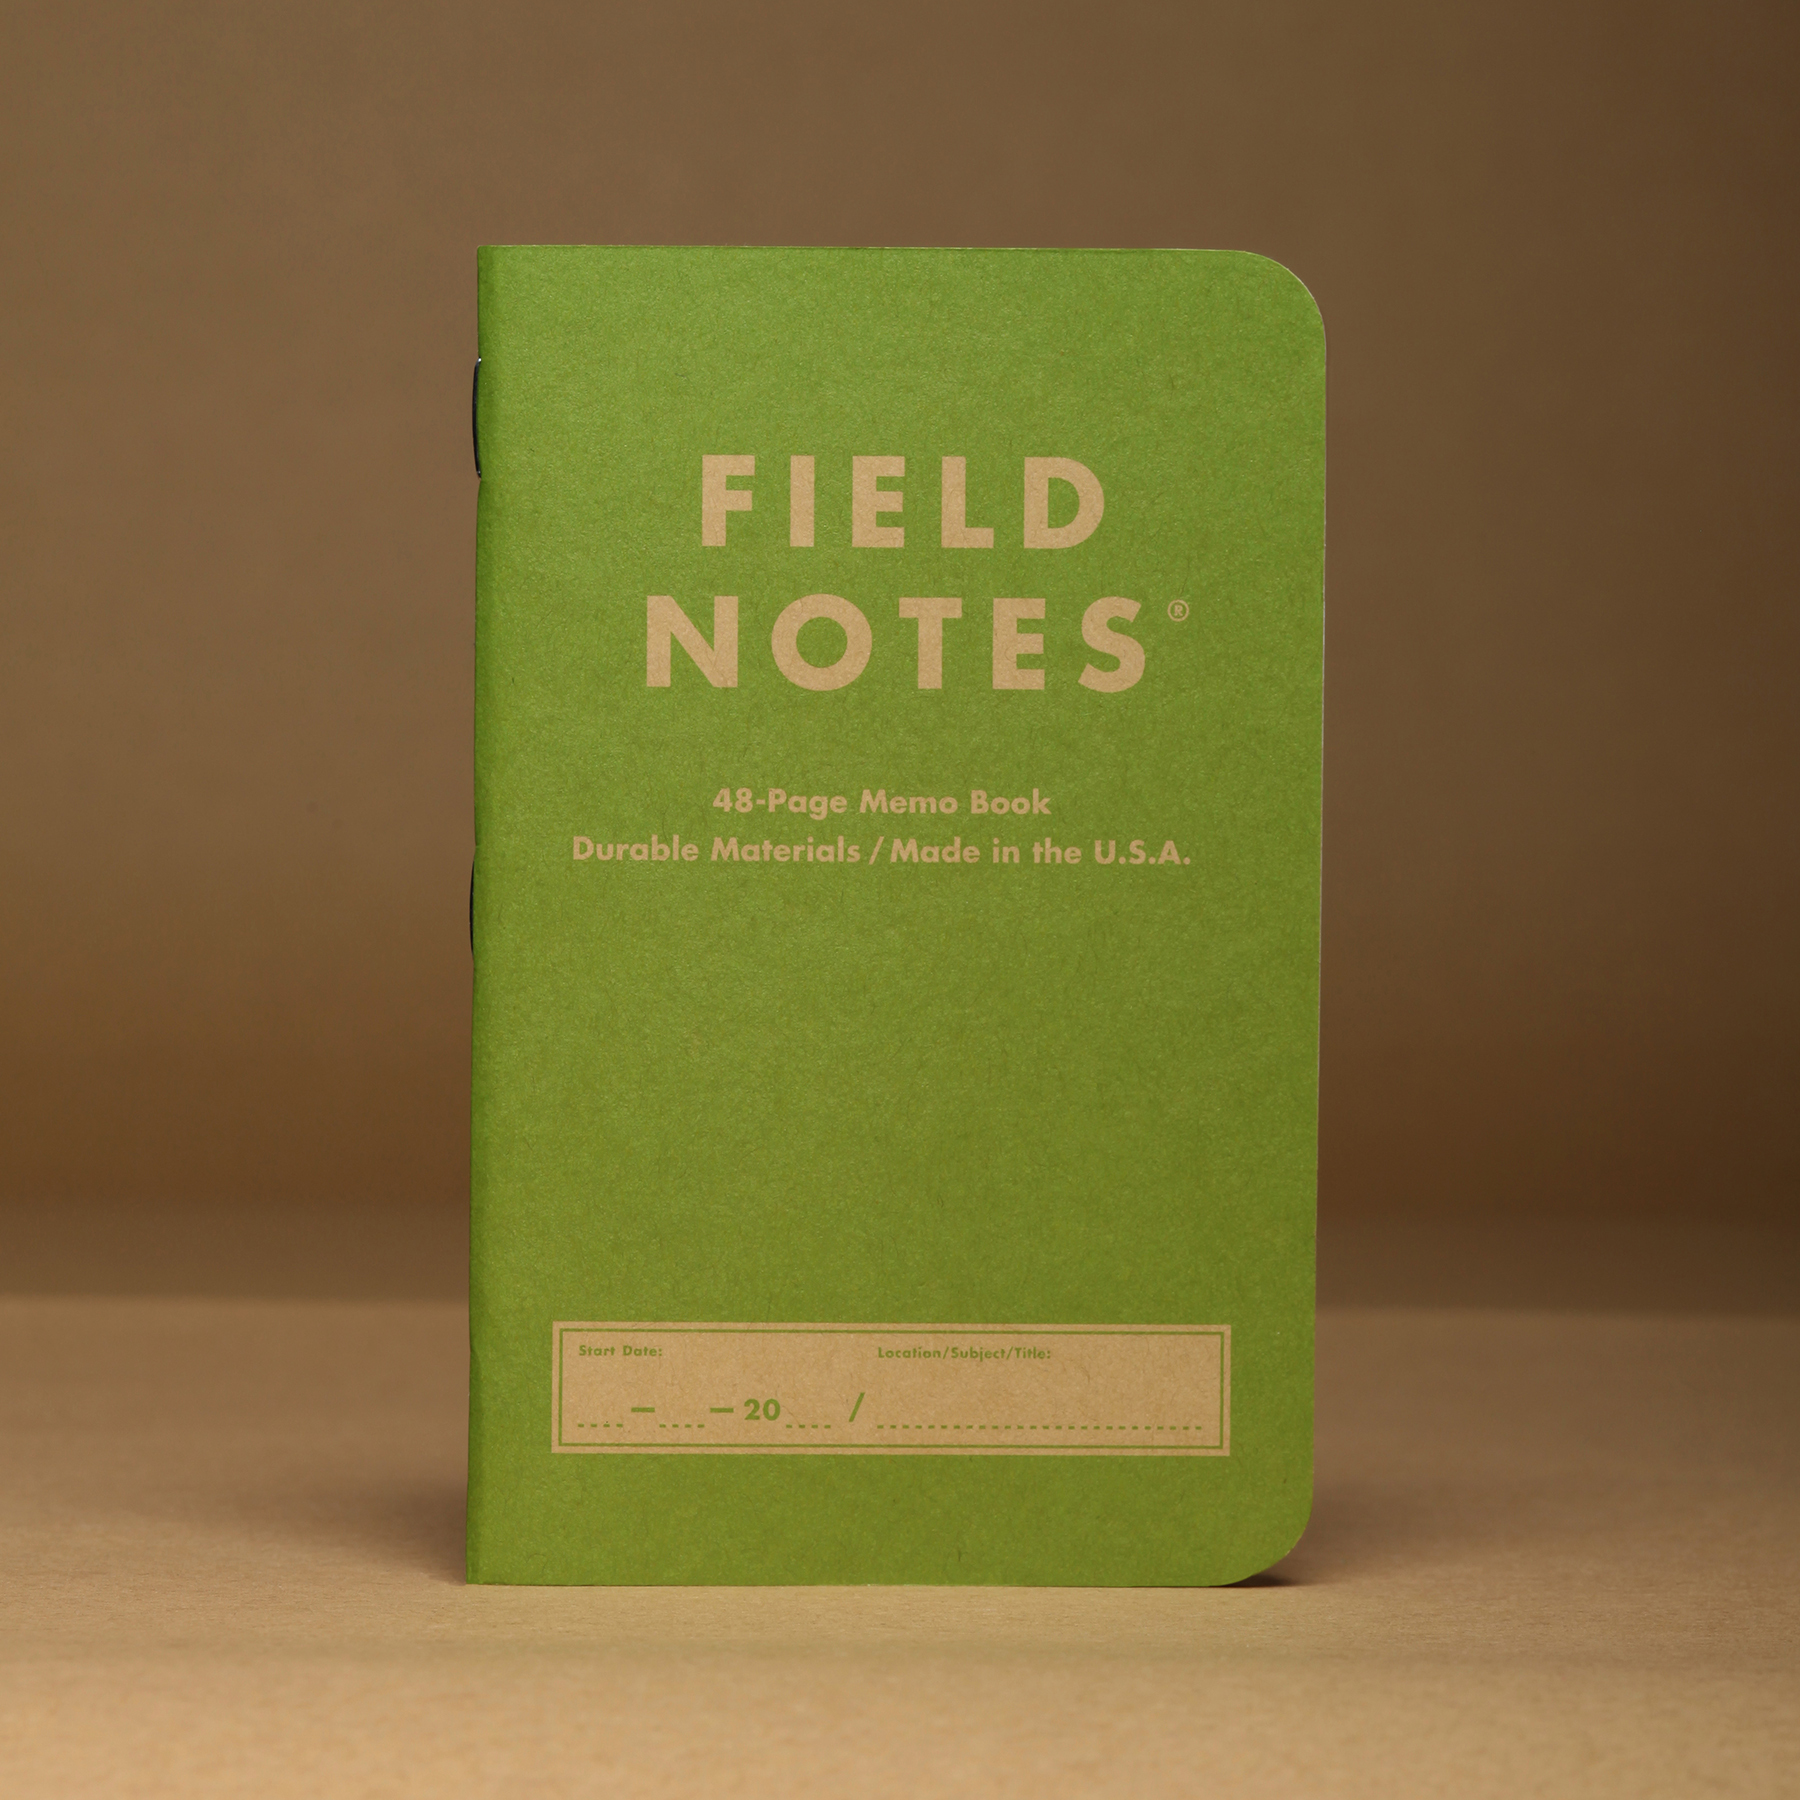 FIELD
NOTES®
48-Page Memo Book
Durable Materials / Made in the U.S.A.
Start Date: Location/Subject/Title:
— — 20 /